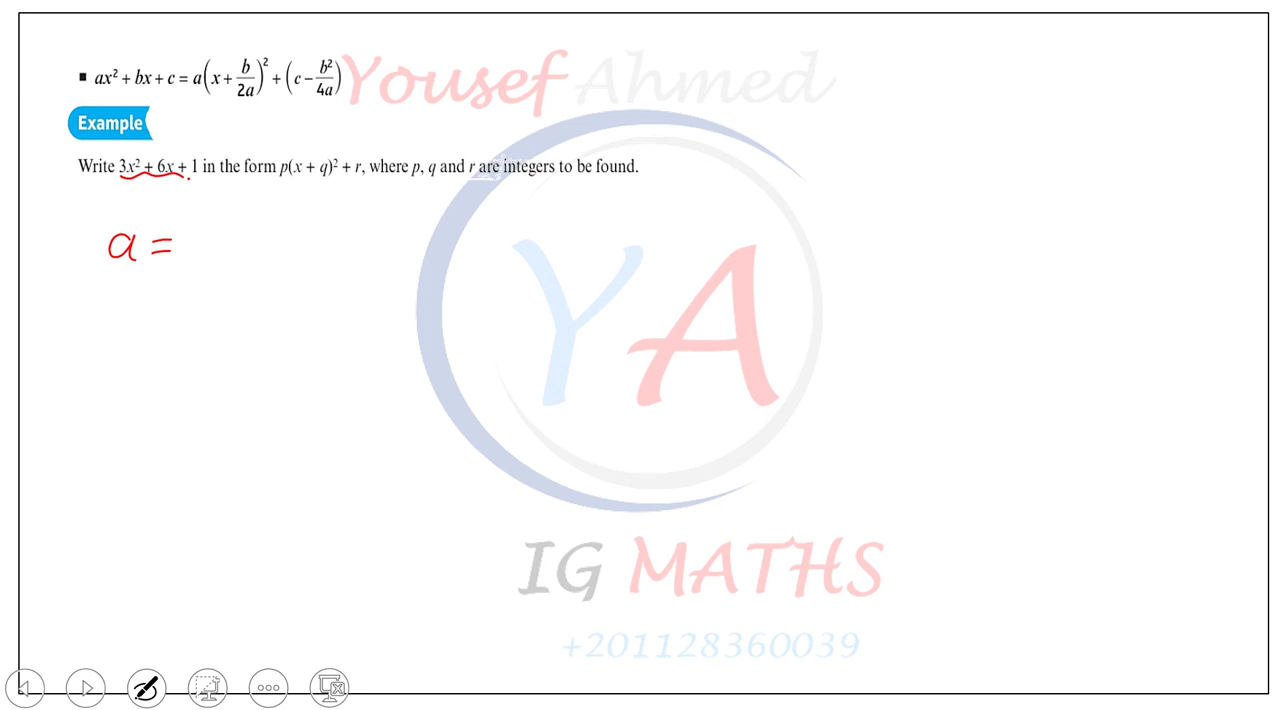 ▪ ax² + bx + c = a(x + b/2a)² + (c − b²/4a)
Yousef Ahmed
Example
Write 3x² + 6x + 1 in the form p(x + q)² + r, where p, q and r are integers to be found.
a =
YA
IG MATHS
+201128360039